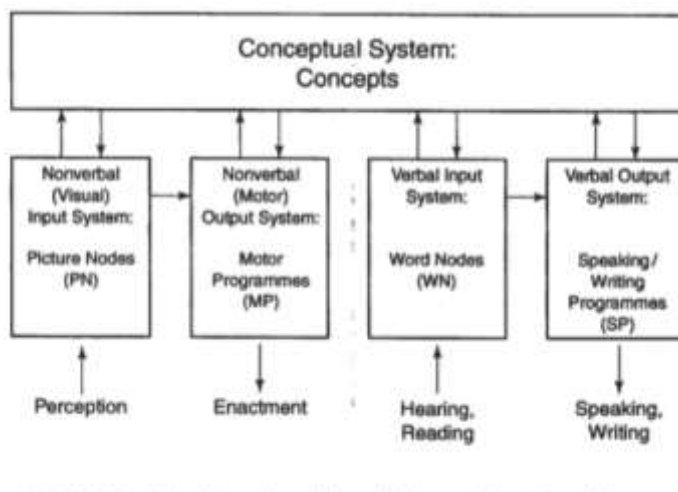 Conceptual System:
Concepts
Nonverbal
(Visual)
Input System:
Picture Nodes
(PN)
Nonverbal
(Motor)
Output System:
Motor
Programmes
(MP)
Verbal Input
System:
Word Nodes
(WN)
Verbal Output
System:
Speaking/
Writing
Programmes
(SP)
Perception
Enactment
Hearing,
Reading
Speaking,
Writing